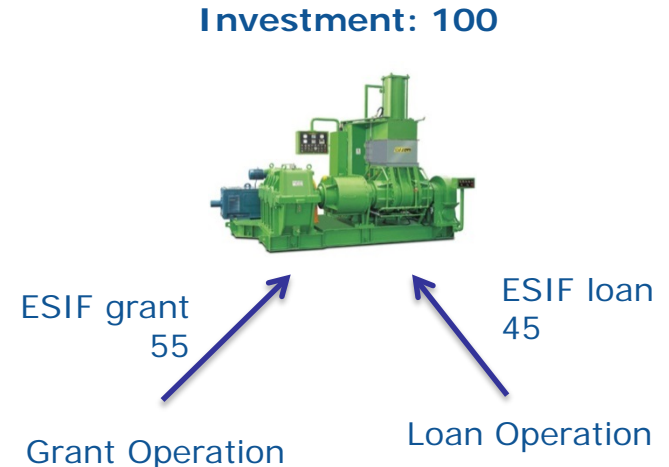 Investment: 100
ESIF grant
55
ESIF loan
45
Grant Operation
Loan Operation